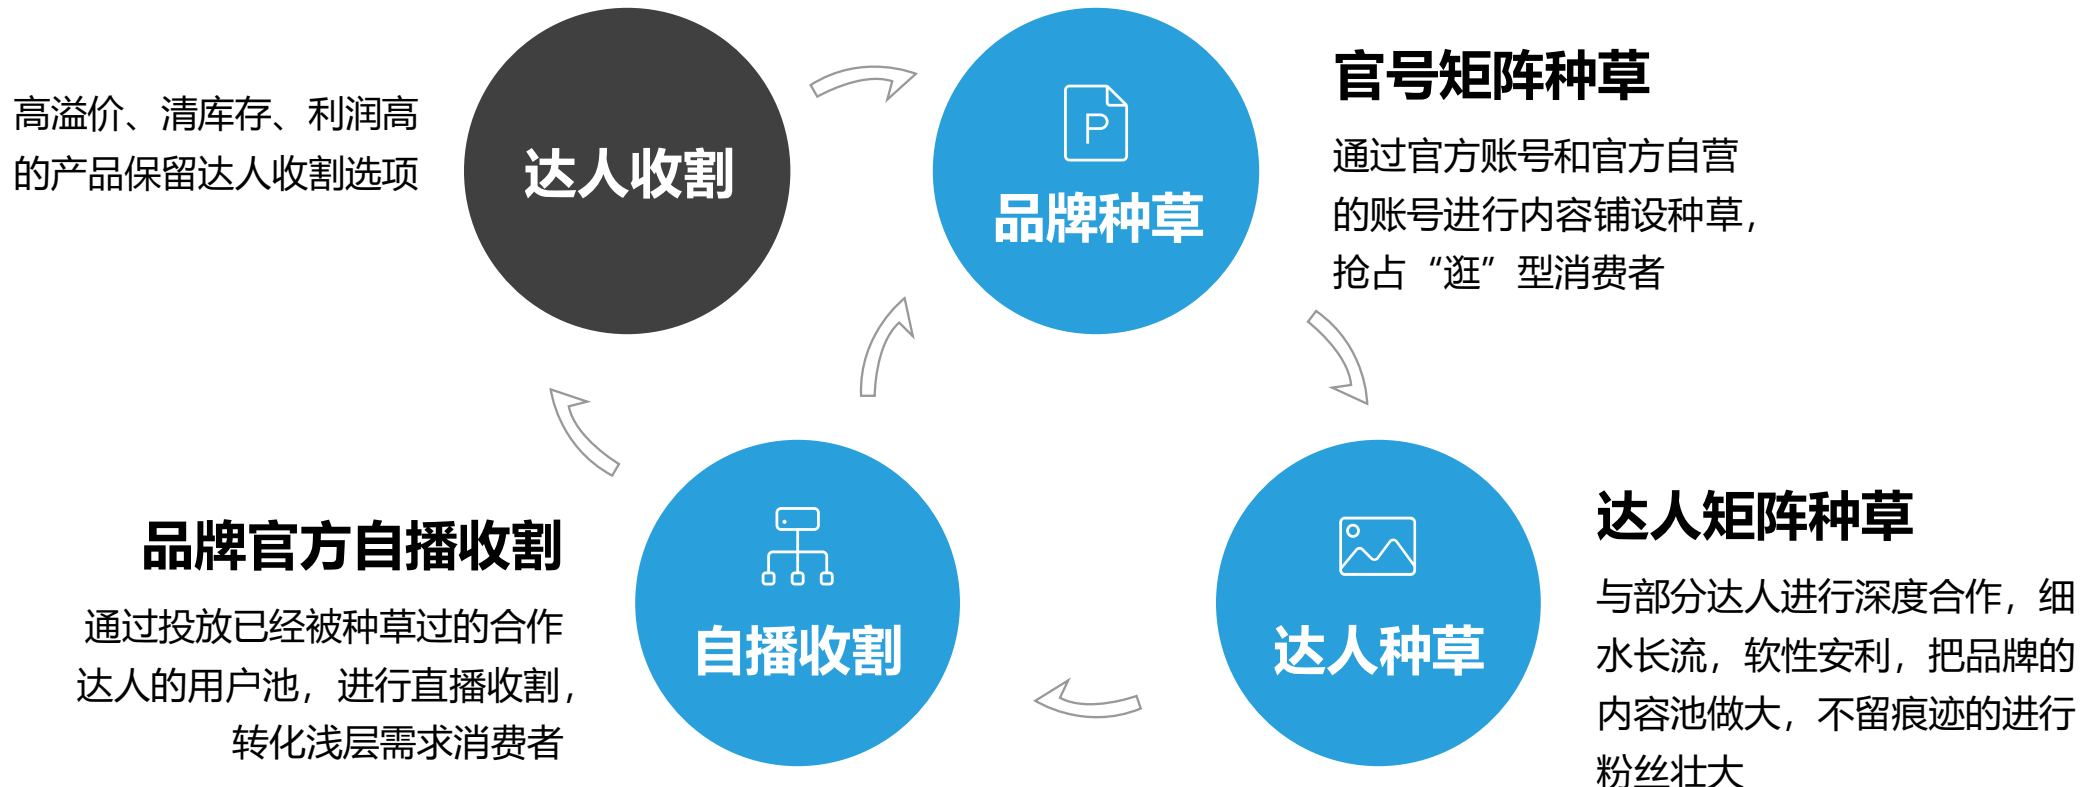 高溢价、清库存、利润高
的产品保留达人收割选项
达人收割
P
品牌种草
官号矩阵种草
通过官方账号和官方自营
的账号进行内容铺设种草，
抢占“逛”型消费者
品牌官方自播收割
通过投放已经被种草过的合作
达人的用户池，进行直播收割，
转化浅层需求消费者
自播收割
达人种草
达人矩阵种草
与部分达人进行深度合作，细
水长流，软性安利，把品牌的
内容池做大，不留痕迹的进行
粉丝壮大